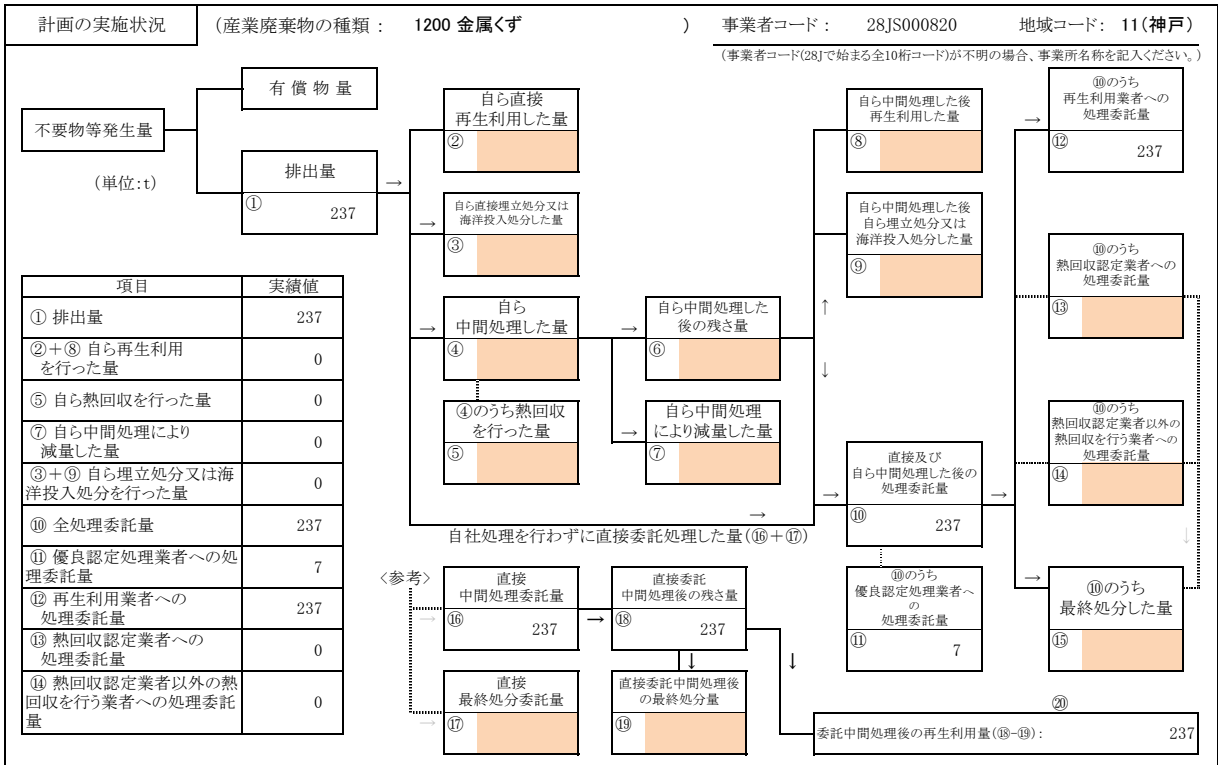 計画の実施状況 (産業廃棄物の種類： 1200 金属くず ) 事業者コード： 28JS000820 地域コード： 11(神戸)
(事業者コード(28Jで始まる全10桁コード)が不明の場合、事業所名称を記入ください。)
不要物等発生量
(単位:t)
有償物量
排出量
→
① 237
自ら直接
再生利用した量
②
→
自ら直接埋立処分又は
海洋投入処分した量
③
→
自ら
中間処理した量
④
④のうち熱回収
を行った量
⑤
→
自ら中間処理した
後の残さ量
⑥
→
自ら中間処理
により減量した量
⑦
自ら中間処理した後
再生利用した量
⑧
自ら中間処理した後
自ら埋立処分又は
海洋投入処分した量
⑨
↑
↓
→
自社処理を行わずに直接委託処理した量(⑯+⑰)
→
直接及び
自ら中間処理した後の
処理委託量
⑩ 237
→
⑩のうち
優良認定処理業者へ
の
処理委託量
⑪ 7
→
⑩のうち
再生利用業者への
処理委託量
⑫ 237
⑩のうち
熱回収認定業者への
処理委託量
⑬
⑩のうち
熱回収認定業者以外の
熱回収を行う業者への
処理委託量
⑭
↓
→
⑩のうち
最終処分した量
⑮
項目 実績値
① 排出量 237
②+⑧ 自ら再生利用
を行った量 0
⑤ 自ら熱回収を行った量 0
⑦ 自ら中間処理により
減量した量 0
③+⑨ 自ら埋立処分又は海
洋投入処分を行った量 0
⑩ 全処理委託量 237
⑪ 優良認定処理業者への処
理委託量 7
⑫ 再生利用業者への
処理委託量 237
⑬ 熱回収認定業者への
処理委託量 0
⑭ 熱回収認定業者以外の熱
回収を行う業者への処理委託
量 0
〈参考〉
→
直接
中間処理委託量
⑯ 237
→
直接委託
中間処理後の残さ量
⑱ 237
↓
↓
→
直接
最終処分委託量
⑰
直接委託中間処理後
の最終処分量
⑲
⑳
委託中間処理後の再生利用量(⑱-⑲)： 237